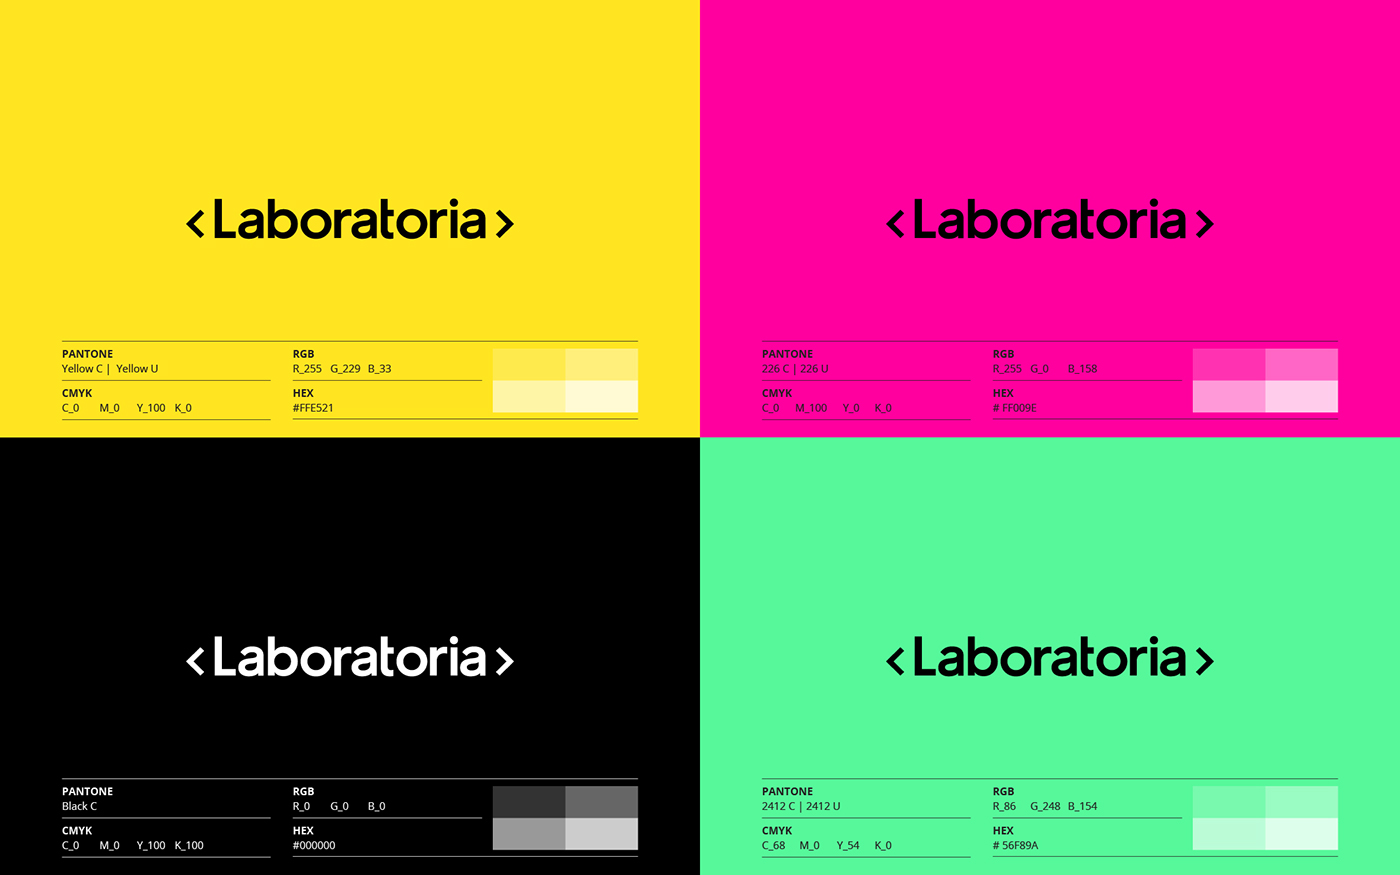 <Laboratoria>
PANTONE
Yellow C | Yellow U
CMYK
C_0 M_0 Y_100 K_0
RGB
R_255 G_229 B_33
HEX
#FFE521
<Laboratoria>
PANTONE
226 C | 226 U
CMYK
C_0 M_100 Y_0 K_0
RGB
R_255 G_0 B_158
HEX
# FF009E
<Laboratoria>
PANTONE
Black C
CMYK
C_0 M_0 Y_100 K_100
RGB
R_0 G_0 B_0
HEX
#000000
<Laboratoria>
PANTONE
2412 C | 2412 U
CMYK
C_68 M_0 Y_54 K_0
RGB
R_86 G_248 B_154
HEX
# 56F89A